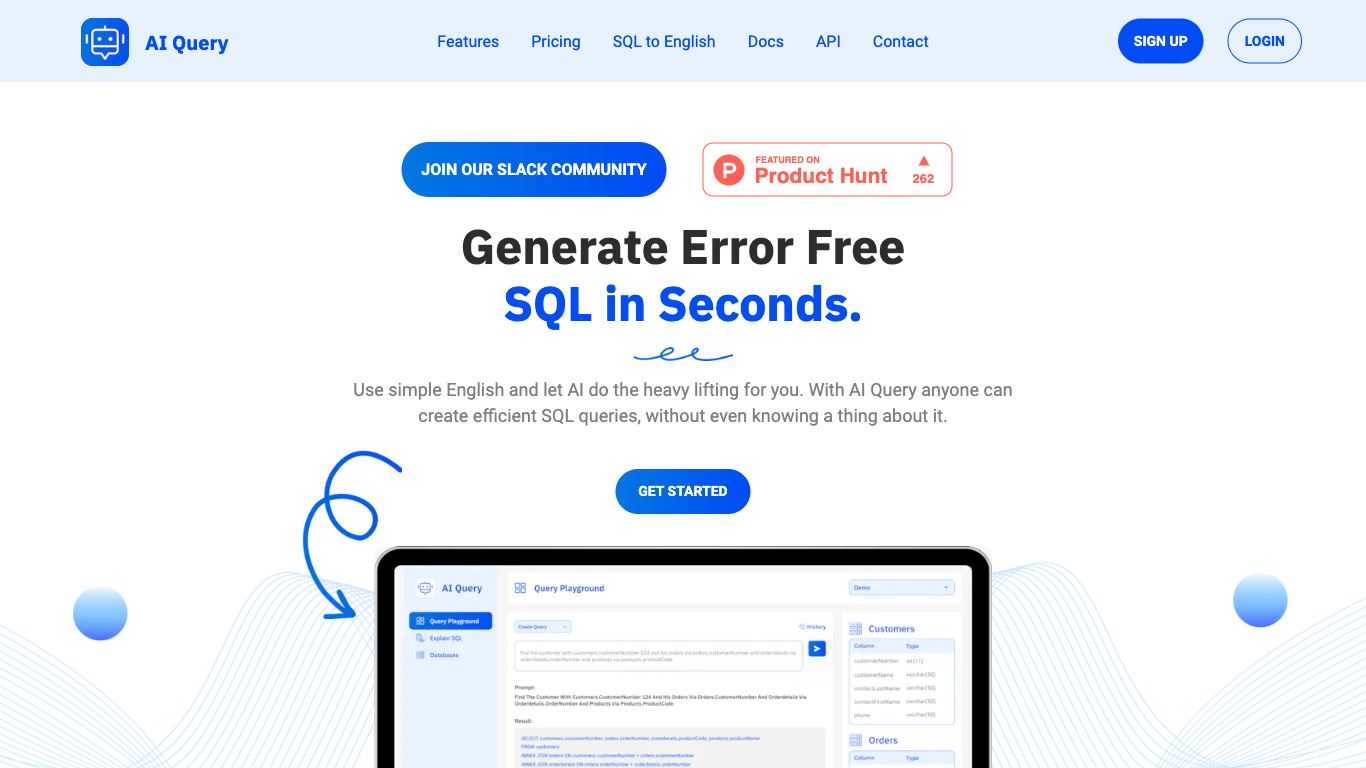 AI Query
Features
Pricing
SQL to English
Docs
API
Contact
SIGN UP
LOGIN
JOIN OUR SLACK COMMUNITY
FEATURED ON
Product Hunt
262
Generate Error Free
SQL in Seconds.
Use simple English and let AI do the heavy lifting for you. With AI Query anyone can
create efficient SQL queries, without even knowing a thing about it.
GET STARTED
AI Query
Query Playground
Demo
Query Playground
Explain SQL
Databases
Create Query
History
find the customer with customers.customerNumber 124 and his orders via orders.customerNumber and orderdetails via
orderdetails.orderNumber and products via products.productCode
Prompt:
Find The Customer With Customers.CustomerNumber 124 And His Orders Via Orders.CustomerNumber And Orderdetails Via
Orderdetails.OrderNumber And Products Via Products.ProductCode
Result:
SELECT customers.customerNumber, orders.orderNumber, orderdetails.productCode, products.productName
FROM customers
INNER JOIN orders ON customers.customerNumber = orders.customerNumber
INNER JOIN orderdetails ON orders.orderNumber = orderdetails.orderNumber
Customers
Column Type
customerNumber int(11)
customerName varchar(50)
contactLastName varchar(50)
contactFirstName varchar(50)
phone varchar(50)
Orders
Column Type